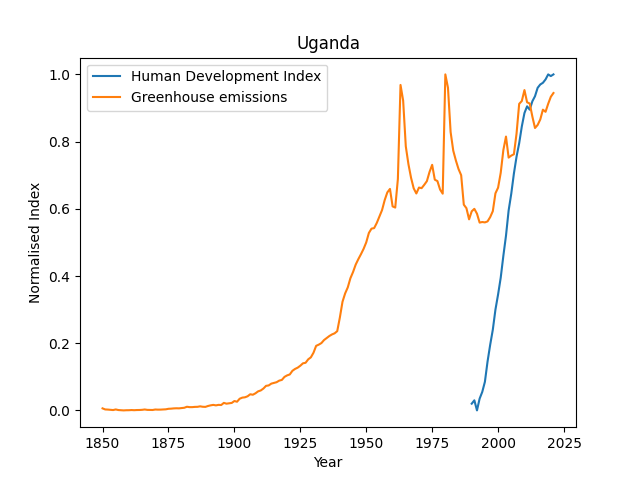 Uganda
Human Development Index
Greenhouse emissions
1.0
0.8
0.6
0.4
0.2
0.0
Normalised Index
1850 1875 1900 1925 1950 1975 2000 2025
Year